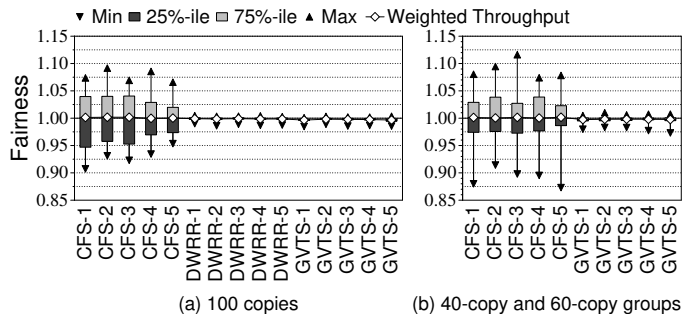 Min 25%-ile 75%-ile Max Weighted Throughput
Fairness
1.15
1.10
1.05
1.00
0.95
0.90
0.85
CFS-1
CFS-2
CFS-3
CFS-4
CFS-5
DWRR-1
DWRR-2
DWRR-3
DWRR-4
DWRR-5
GVTS-1
GVTS-2
GVTS-3
GVTS-4
GVTS-5
(a) 100 copies
1.15
1.10
1.05
1.00
0.95
0.90
0.85
CFS-1
CFS-2
CFS-3
CFS-4
CFS-5
GVTS-1
GVTS-2
GVTS-3
GVTS-4
GVTS-5
(b) 40-copy and 60-copy groups